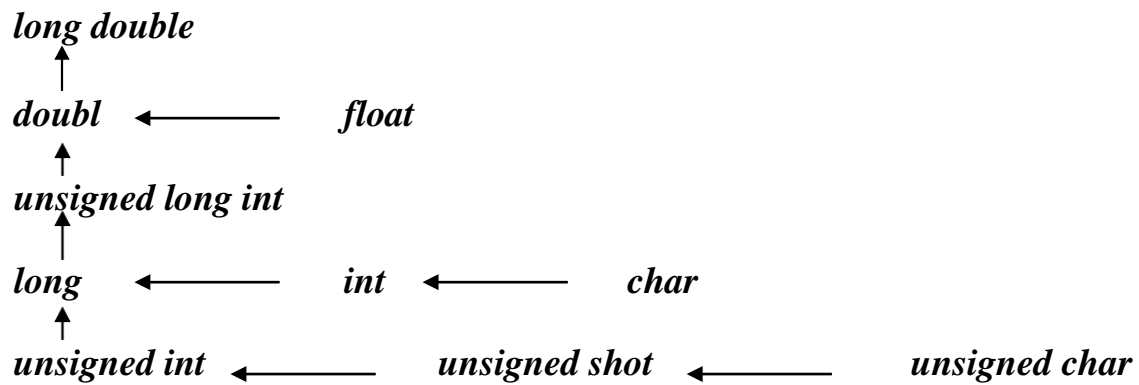 long double
doubl float
unsigned long int
long int char
unsigned int unsigned shot unsigned char